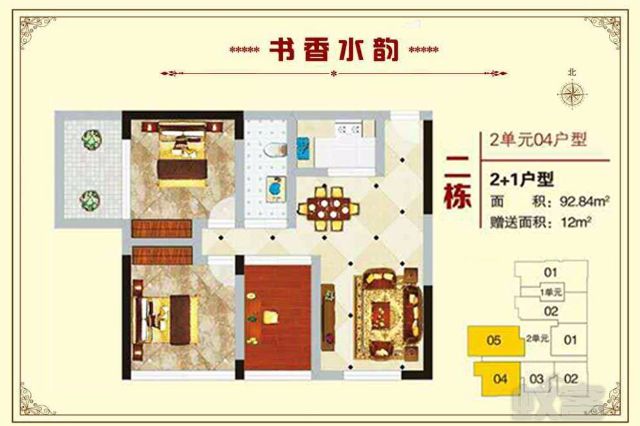 书香水韵
北
二栋
2单元04户型
2+1户型
面 积：92.84m²
赠送面积：12m²
01
1单元
02
05
2单元
01
04
03
02